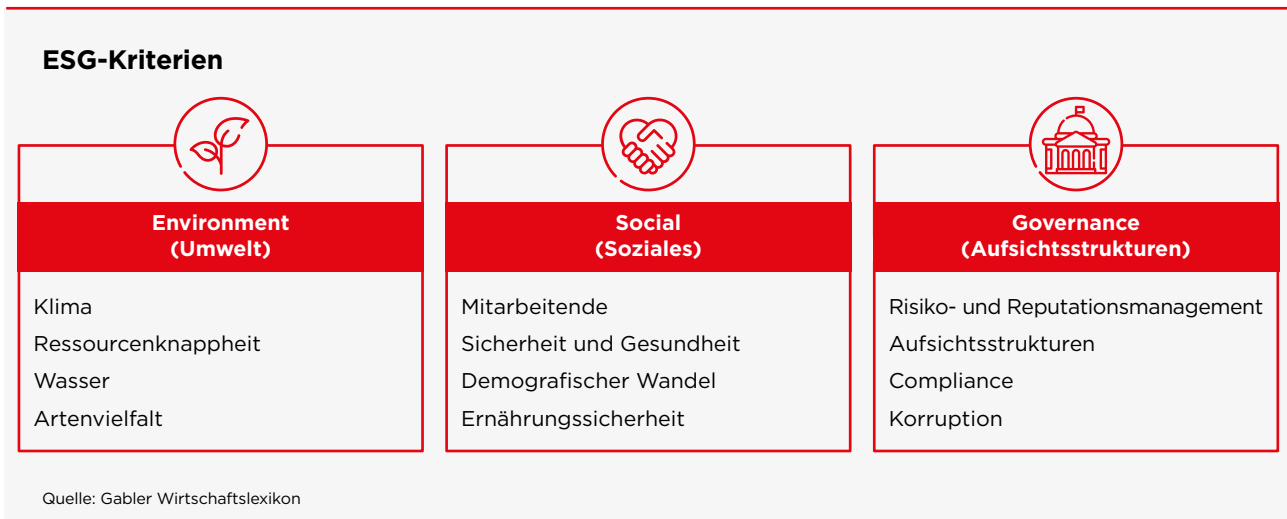 ESG-Kriterien
Environment
(Umwelt)
Klima
Ressourcenknappheit
Wasser
Artenvielfalt
Social
(Soziales)
Mitarbeitende
Sicherheit und Gesundheit
Demografischer Wandel
Ernährungssicherheit
Governance
(Aufsichtsstrukturen)
Risiko- und Reputationsmanagement
Aufsichtsstrukturen
Compliance
Korruption
Quelle: Gabler Wirtschaftslexikon